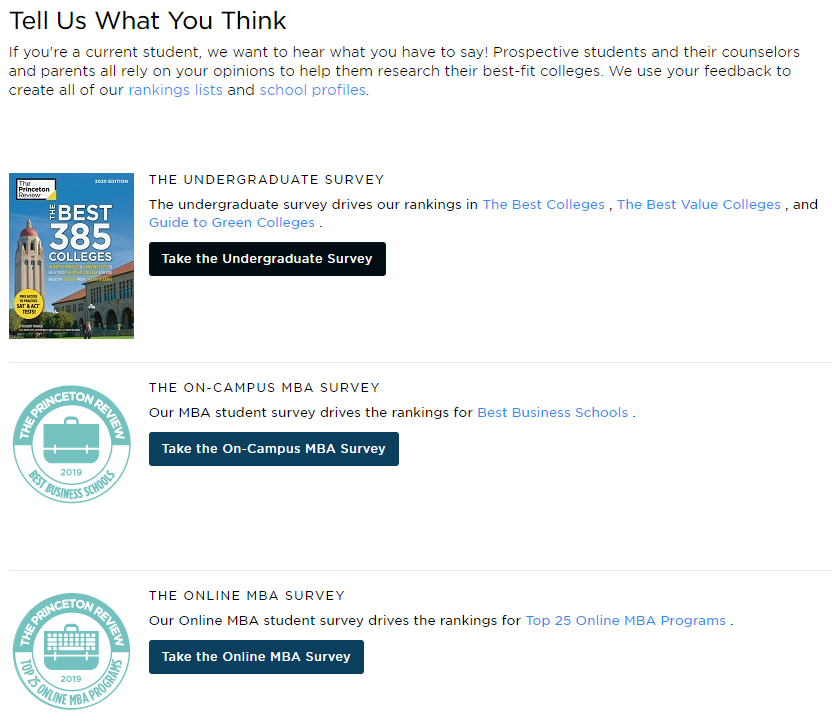 Tell Us What You Think
If you're a current student, we want to hear what you have to say! Prospective students and their counselors
and parents all rely on your opinions to help them research their best-fit colleges. We use your feedback to
create all of our rankings lists and school profiles.
The
Princeton
Review
2020 EDITION
THE BEST
385
COLLEGES
FREE ACCESS
TO PRACTICE
SAT & ACT
TESTS!
THE UNDERGRADUATE SURVEY
The undergraduate survey drives our rankings in The Best Colleges , The Best Value Colleges , and
Guide to Green Colleges .
Take the Undergraduate Survey
THE PRINCETON REVIEW
2019
BEST BUSINESS SCHOOLS
THE ON-CAMPUS MBA SURVEY
Our MBA student survey drives the rankings for Best Business Schools .
Take the On-Campus MBA Survey
THE PRINCETON REVIEW
2019
TOP 25 ONLINE MBA PROGRAMS
THE ONLINE MBA SURVEY
Our Online MBA student survey drives the rankings for Top 25 Online MBA Programs .
Take the Online MBA Survey